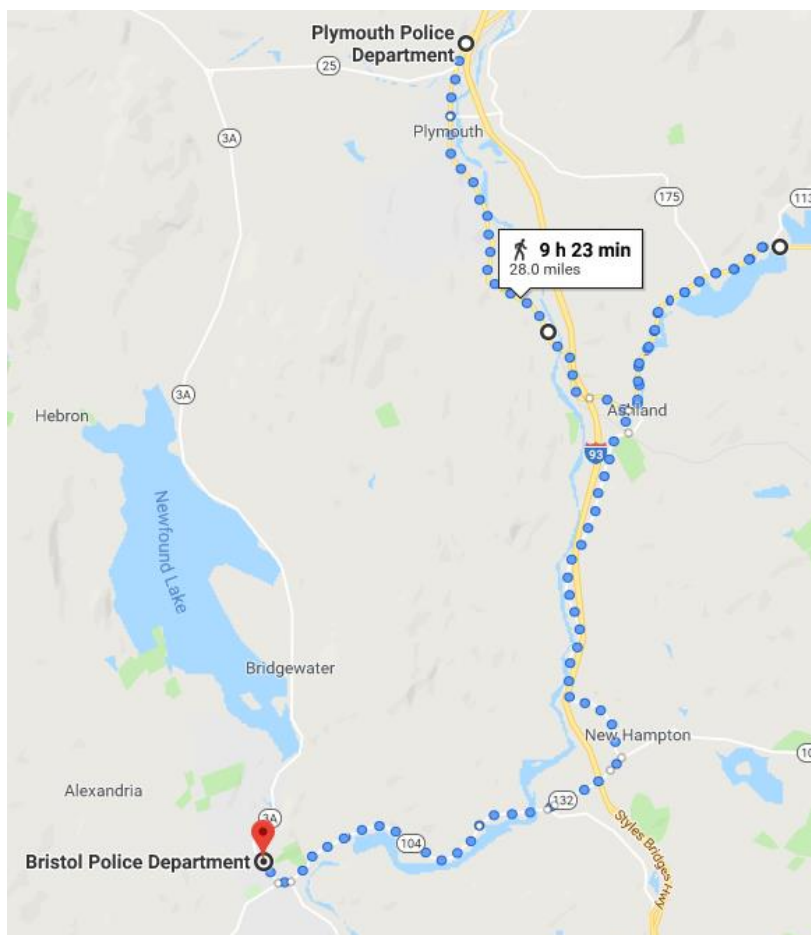 Plymouth Police
Department
25
3A
Plymouth
175
113
9 h 23 min
28.0 miles
3A
Hebron
Ashland
93
Newfound Lake
Bridgewater
New Hampton
10
Alexandria
132
3A
104
Styles Bridges Hwy
Bristol Police Department